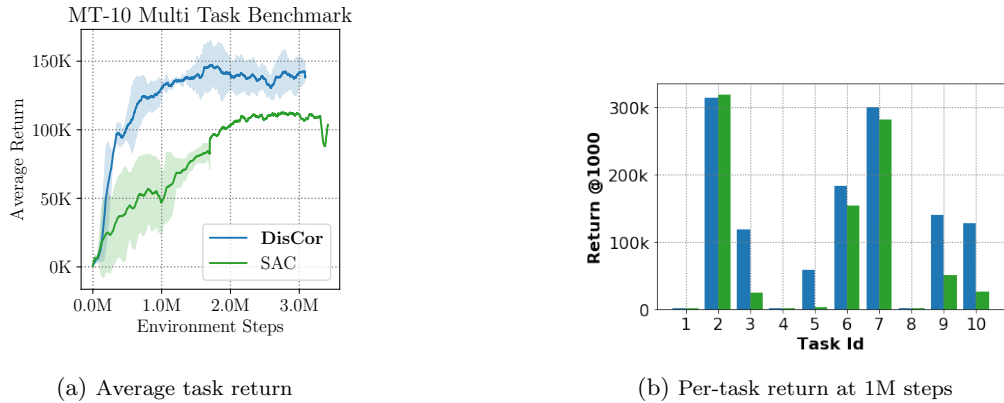 MT-10 Multi Task Benchmark
150K
100K
50K
0K
Average Return
DisCor
SAC
0.0M 1.0M 2.0M 3.0M
Environment Steps
(a) Average task return
300k
200k
100k
0
Return @1000
1 2 3 4 5 6 7 8 9 10
Task Id
(b) Per-task return at 1M steps